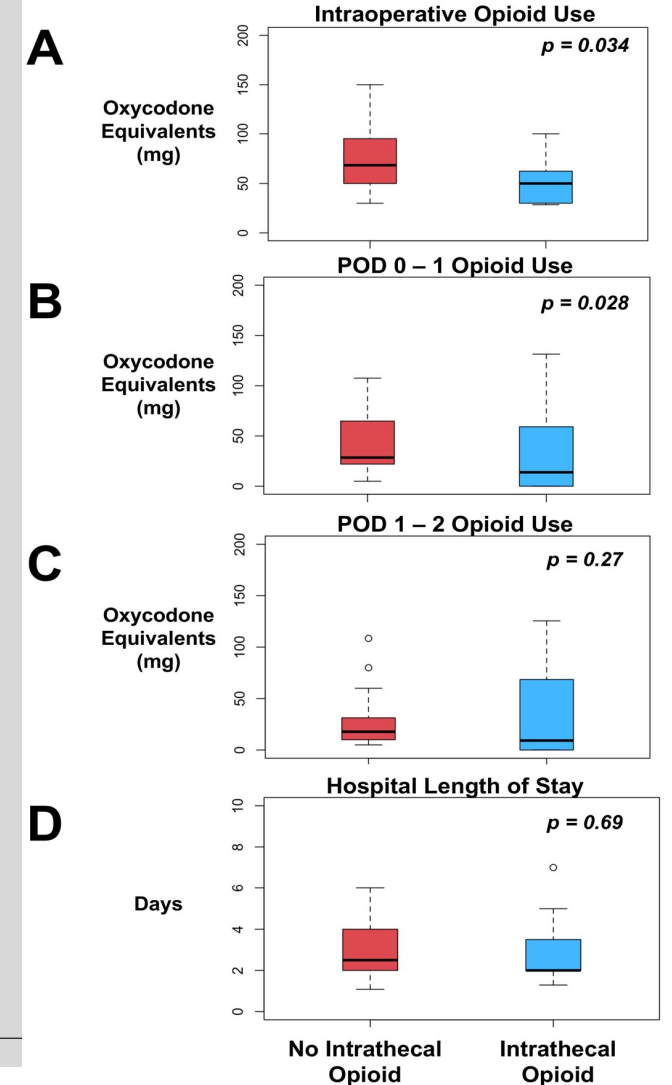 A
Intraoperative Opioid Use
p = 0.034
Oxycodone
Equivalents
(mg)
200
150
100
50
0
B
POD 0 – 1 Opioid Use
p = 0.028
Oxycodone
Equivalents
(mg)
200
150
100
50
0
C
POD 1 – 2 Opioid Use
p = 0.27
Oxycodone
Equivalents
(mg)
200
150
100
50
0
D
Hospital Length of Stay
p = 0.69
Days
10
8
6
4
2
0
No Intrathecal
Opioid
Intrathecal
Opioid